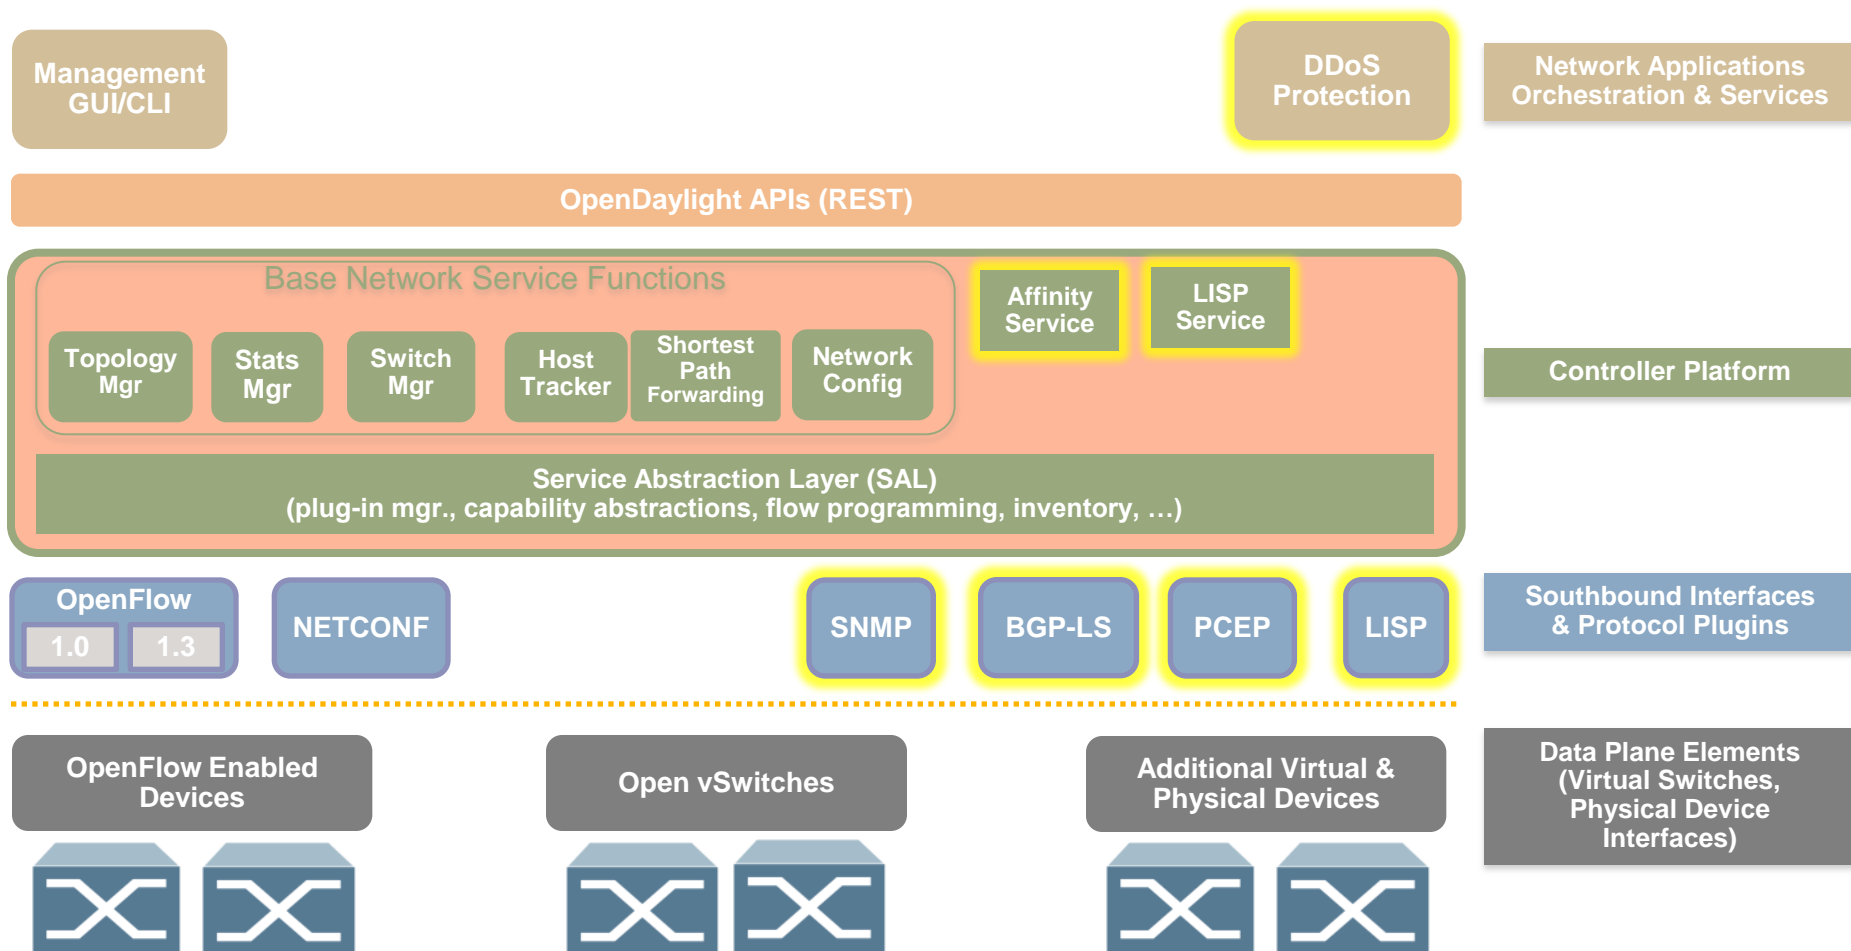 Management
GUI/CLI
DDoS
Protection
Network Applications
Orchestration & Services
OpenDaylight APIs (REST)
Base Network Service Functions
Topology
Mgr
Stats
Mgr
Switch
Mgr
Host
Tracker
Shortest
Path
Forwarding
Network
Config
Affinity
Service
LISP
Service
Controller Platform
Service Abstraction Layer (SAL)
(plug-in mgr., capability abstractions, flow programming, inventory, …)
OpenFlow
1.0
1.3
NETCONF
SNMP
BGP-LS
PCEP
LISP
Southbound Interfaces
& Protocol Plugins
OpenFlow Enabled
Devices
Open vSwitches
Additional Virtual &
Physical Devices
Data Plane Elements
(Virtual Switches,
Physical Device
Interfaces)